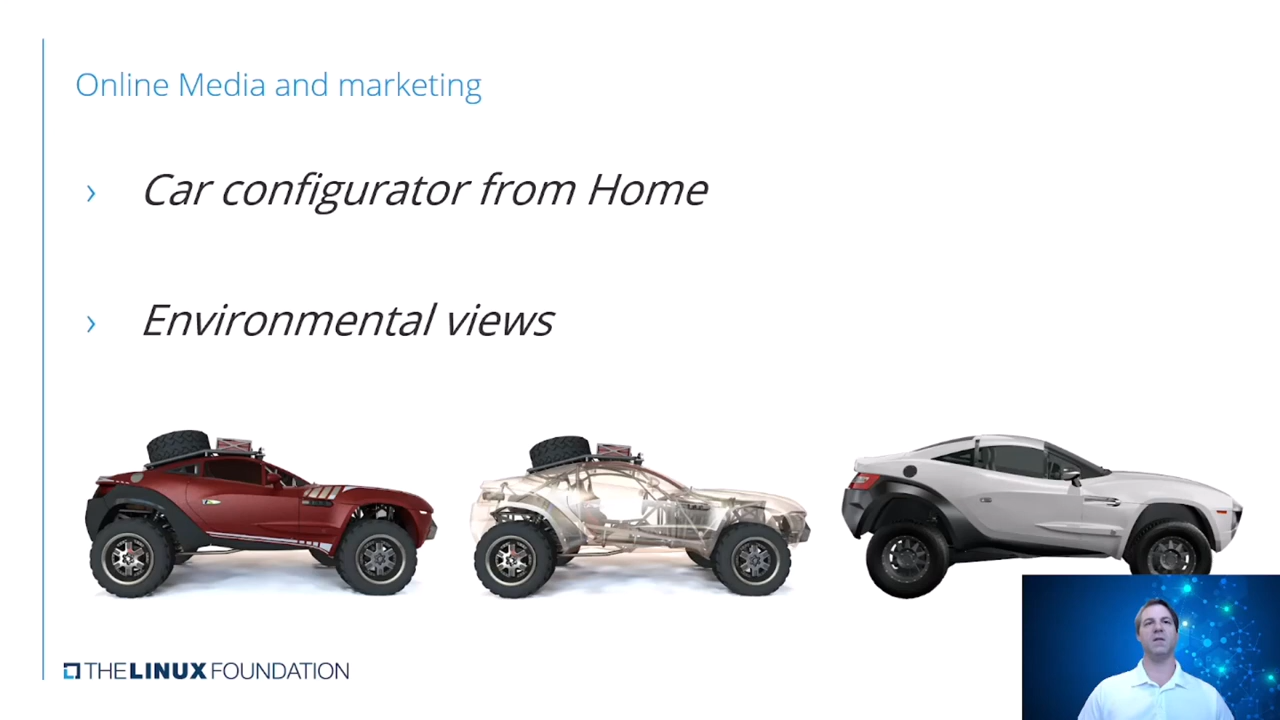 Online Media and marketing
› Car configurator from Home
› Environmental views
THE LINUX FOUNDATION